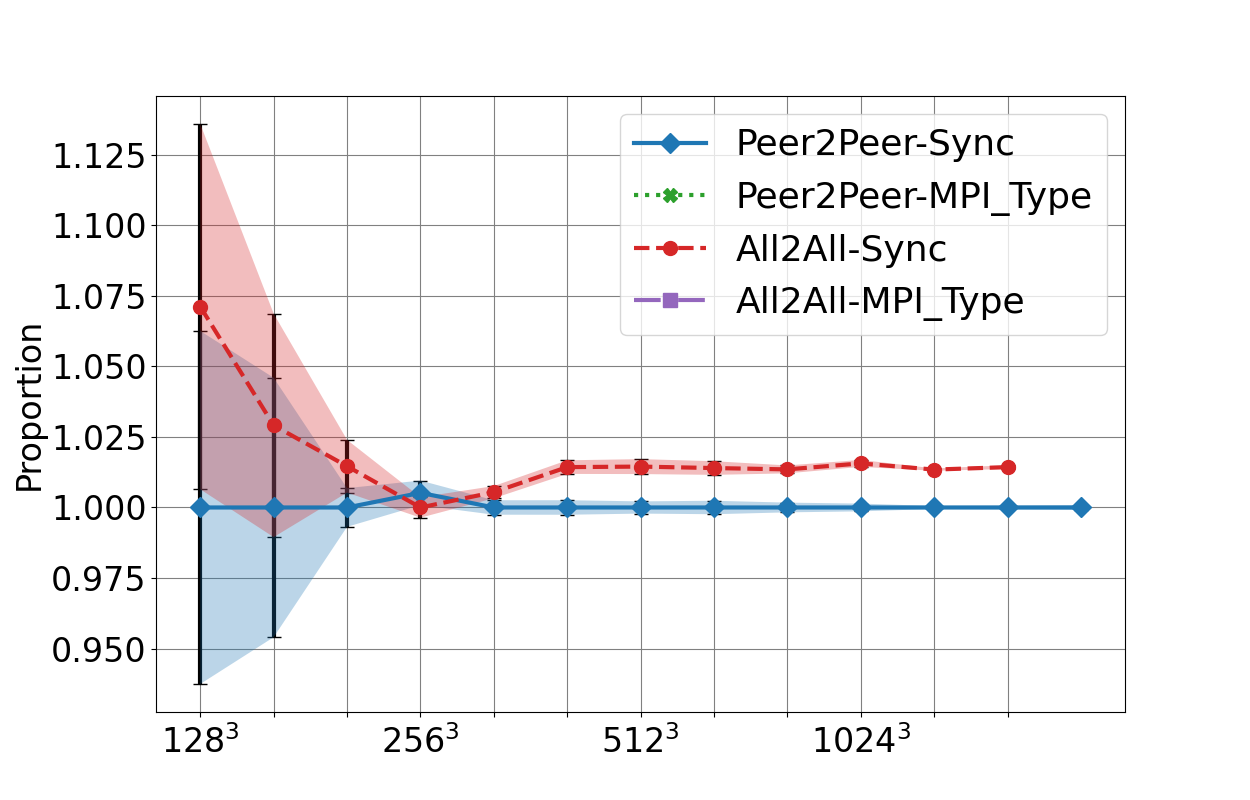 Proportion
1.125
1.100
1.075
1.050
1.025
1.000
0.975
0.950
128³
256³
512³
1024³
Peer2Peer-Sync
Peer2Peer-MPI_Type
All2All-Sync
All2All-MPI_Type